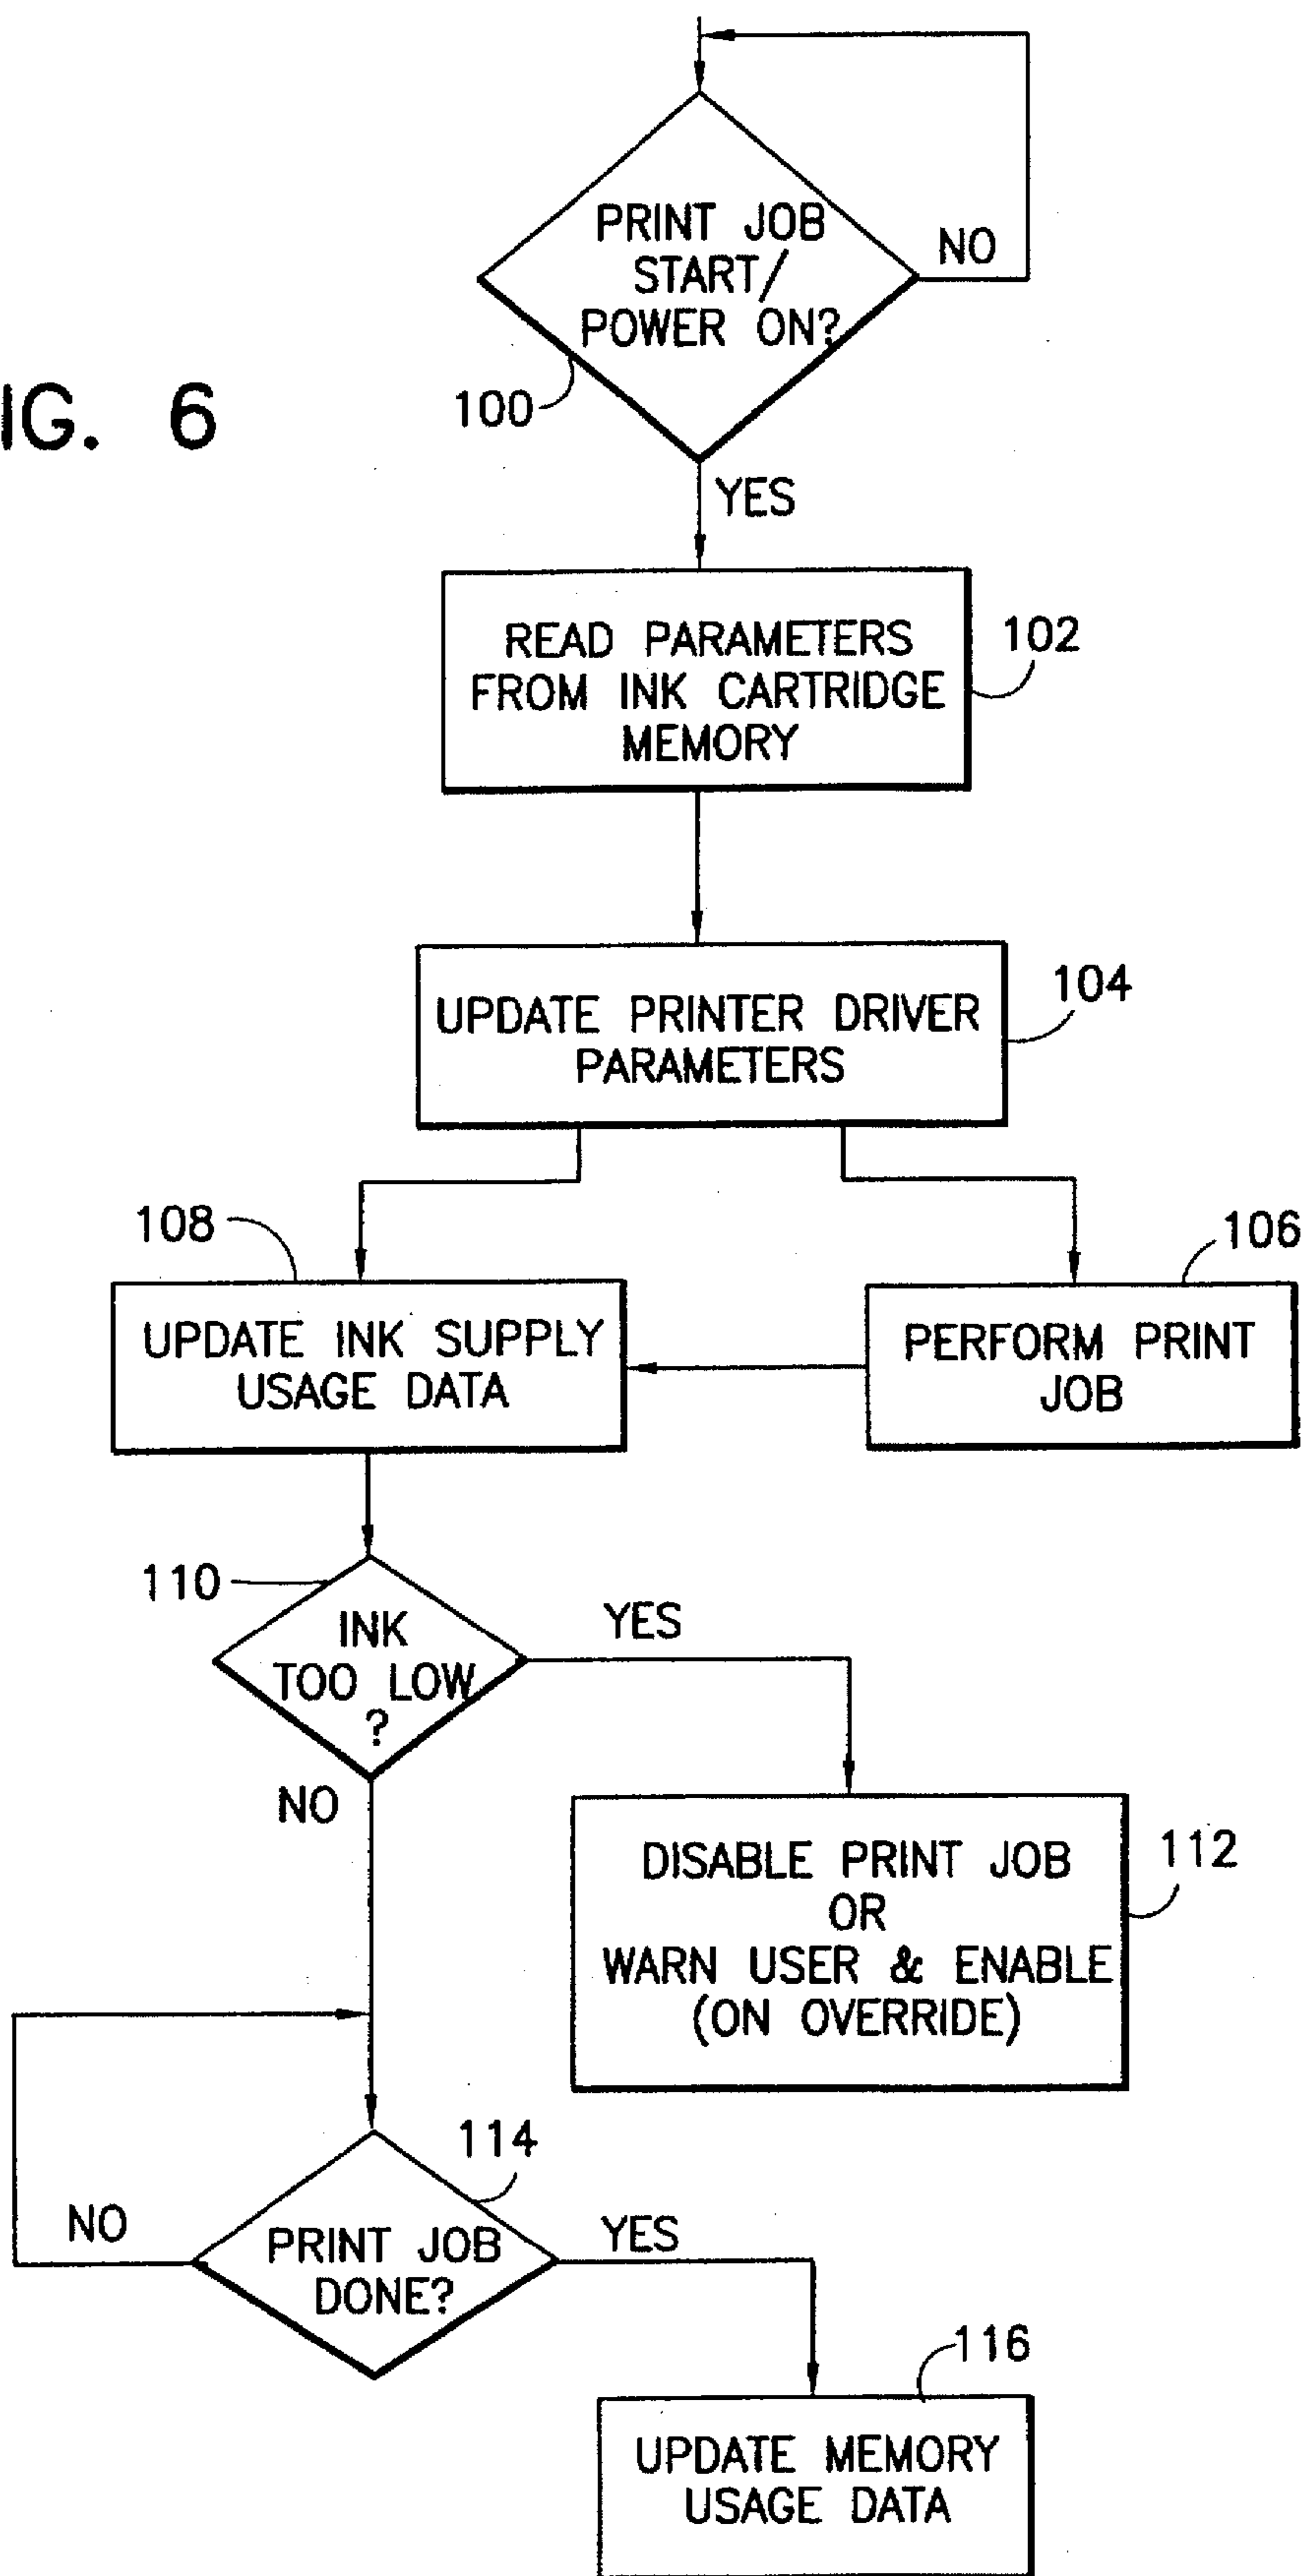 PRINT JOB
START/
POWER ON?
NO
100
IG. 6
YES
READ PARAMETERS
FROM INK CARTRIDGE
MEMORY
102
UPDATE PRINTER DRIVER
PARAMETERS
104
108
106
UPDATE INK SUPPLY
USAGE DATA
PERFORM PRINT
JOB
110
INK
TOO LOW
?
YES
NO
DISABLE PRINT JOB
OR
WARN USER & ENABLE
(ON OVERRIDE)
112
114
NO
PRINT JOB
DONE?
YES
116
UPDATE MEMORY
USAGE DATA